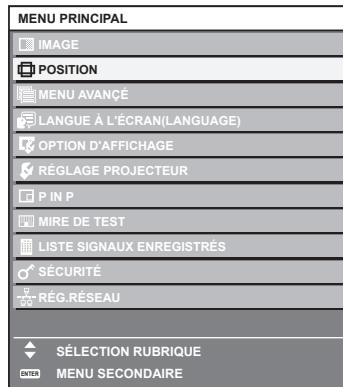 MENU PRINCIPAL
IMAGE
POSITION
MENU AVANÇÉ
LANGUE À L'ÉCRAN(LANGUAGE)
OPTION D'AFFICHAGE
RÉGLAGE PROJECTEUR
P IN P
MIRE DE TEST
LISTE SIGNAUX ENREGISTRÉS
SÉCURITÉ
RÉG.RÉSEAU
SÉLECTION RUBRIQUE
ENTER MENU SECONDAIRE